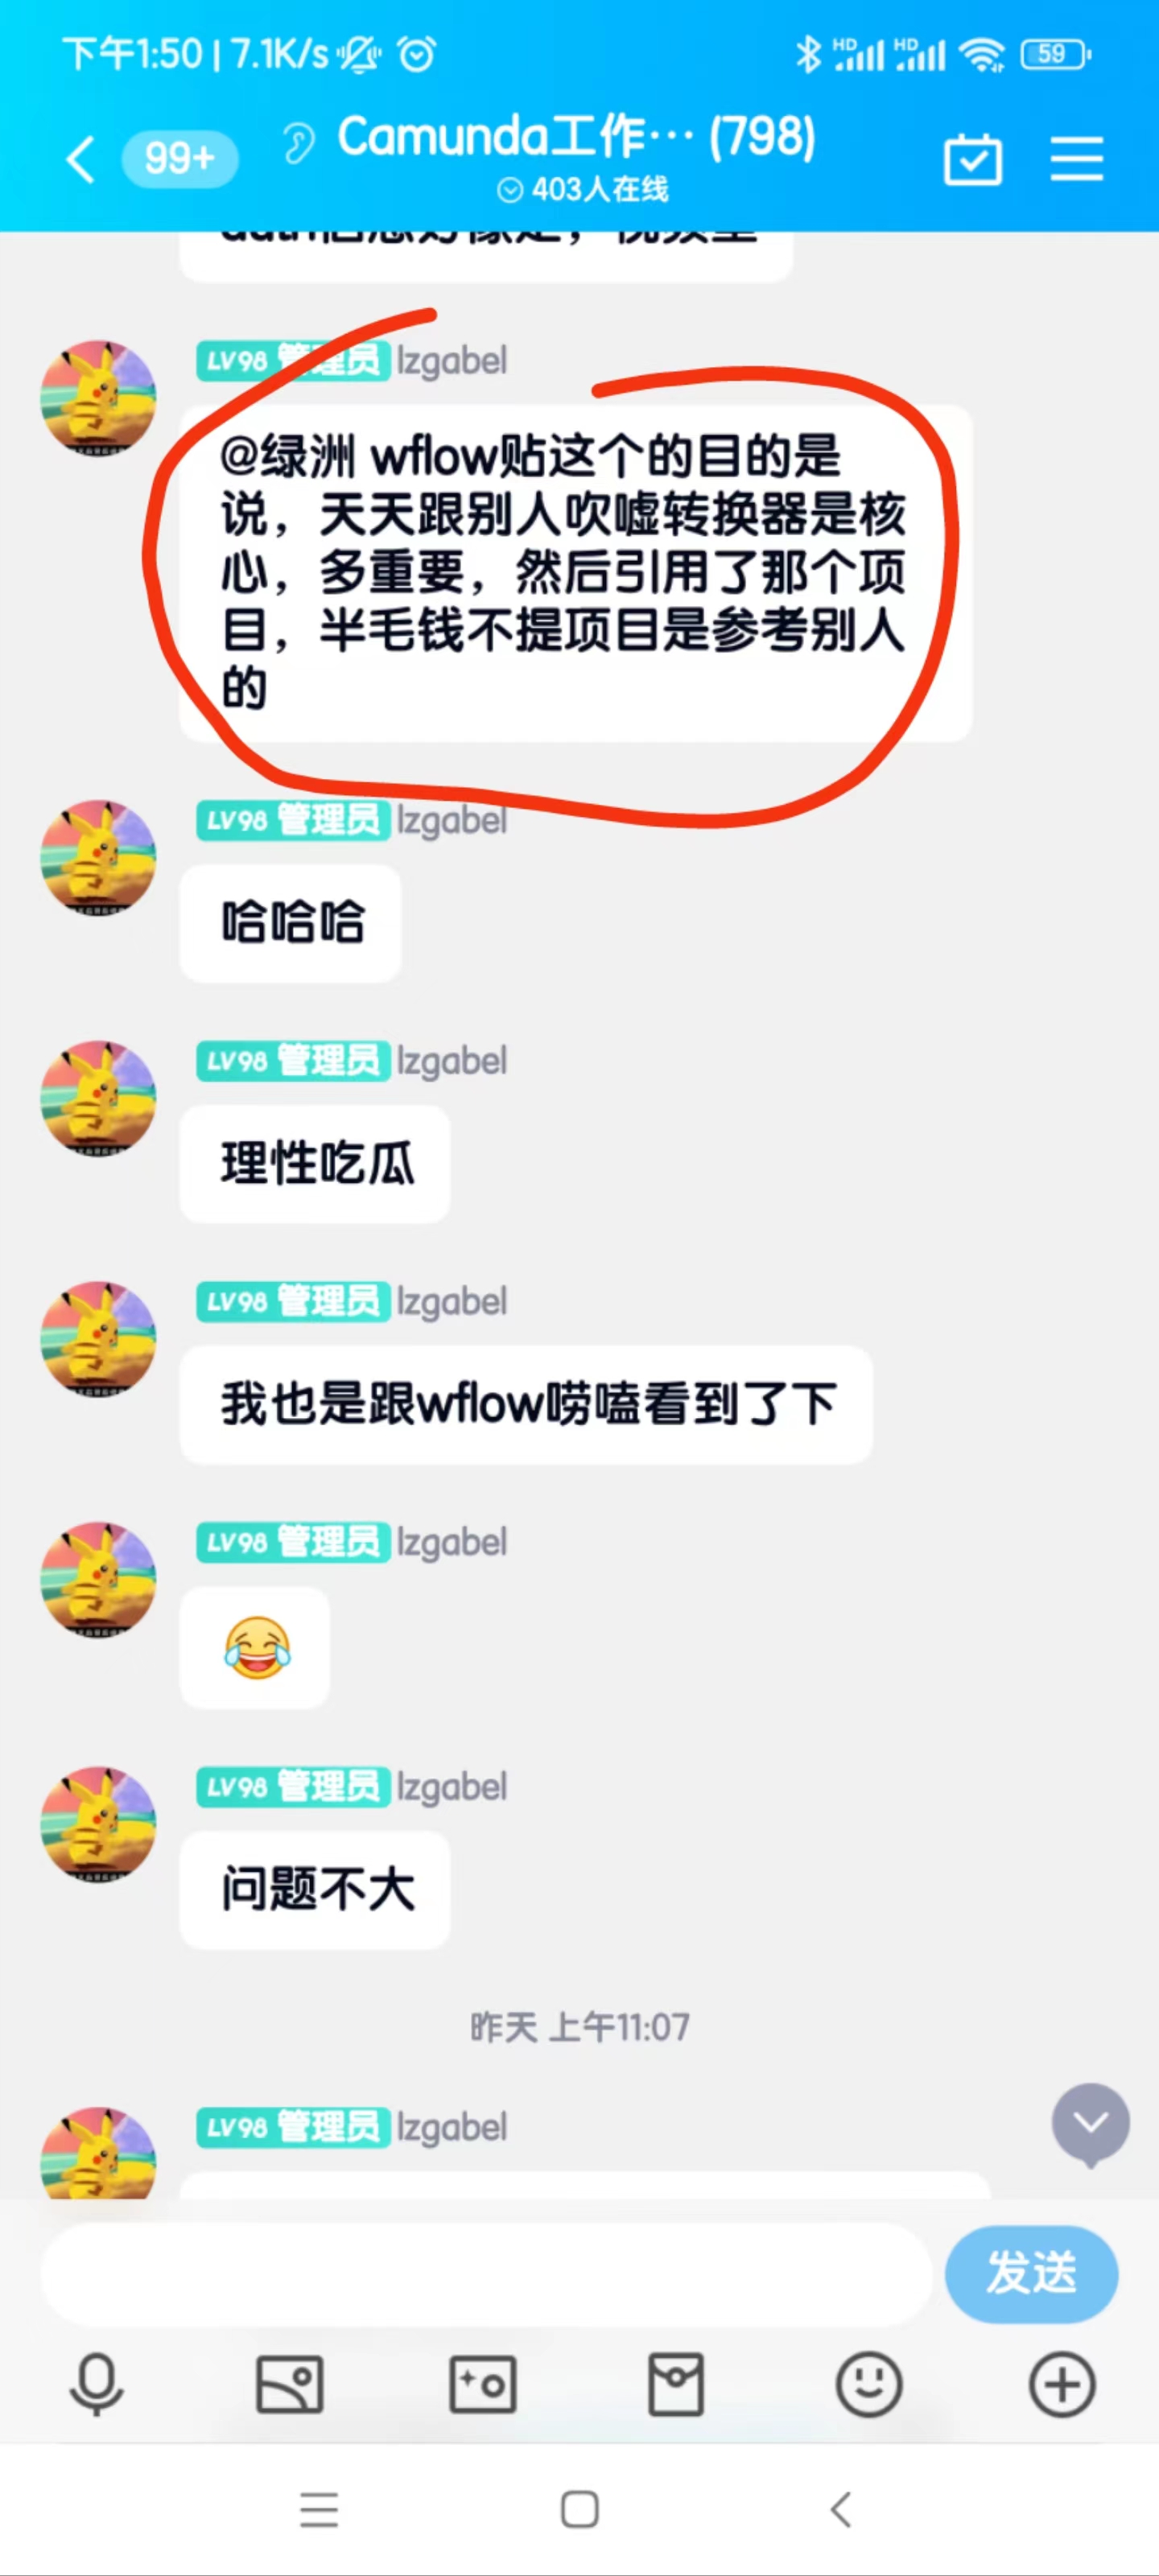 下午1:50 | 7.1K/s
HD HD 59
99+
Camunda工作… (798)
403人在线
LV98 管理员 lzgabel
@绿洲 wflow贴这个的目的是
说，天天跟别人吹嘘转换器是核
心，多重要，然后引用了那个项
目，半毛钱不提项目是参考别人
的
LV98 管理员 lzgabel
哈哈哈
LV98 管理员 lzgabel
理性吃瓜
LV98 管理员 lzgabel
我也是跟wflow唠嗑看到了下
LV98 管理员 lzgabel
LV98 管理员 lzgabel
问题不大
昨天 上午11:07
LV98 管理员 lzgabel
发送